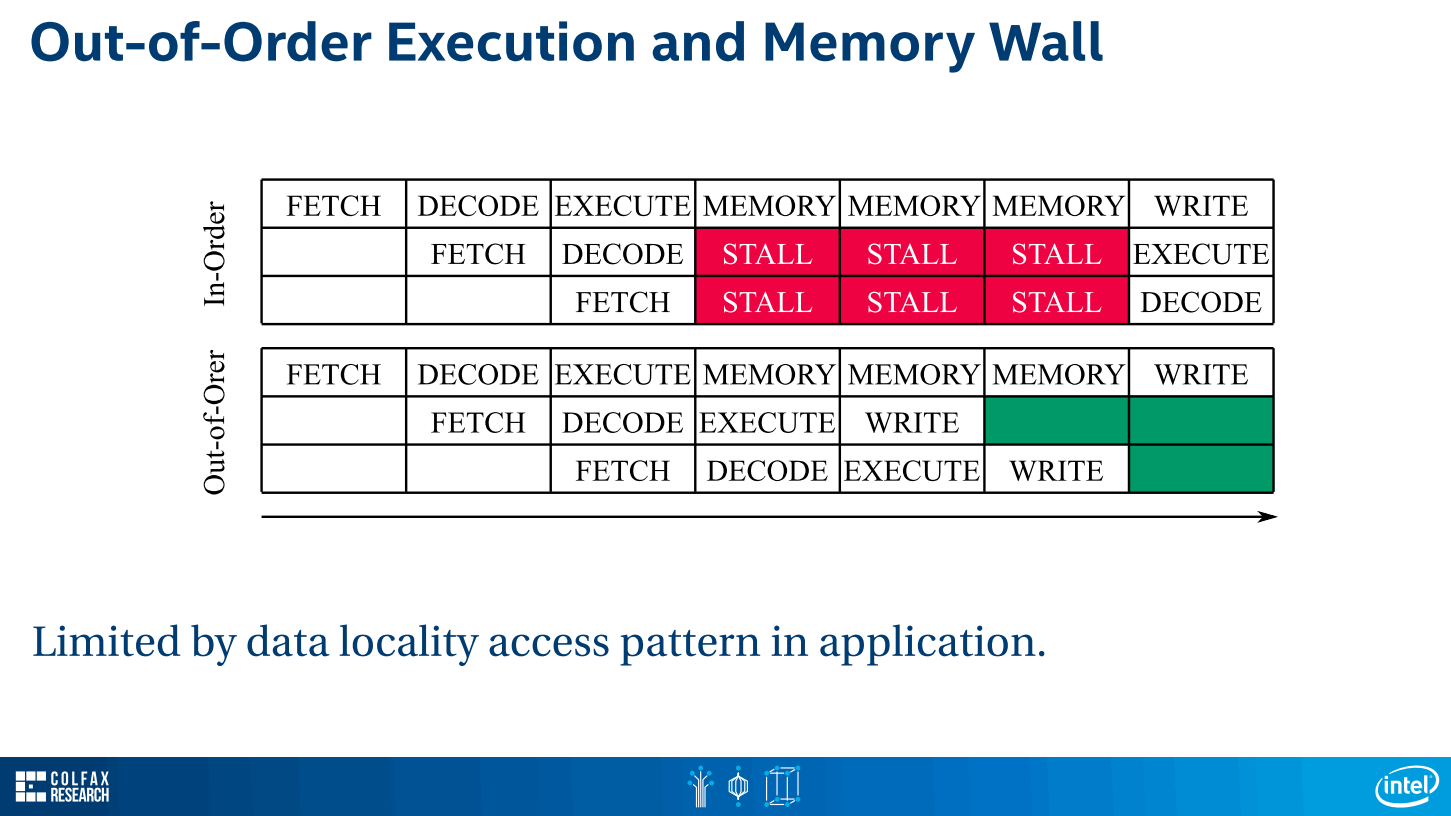 Out-of-Order Execution and Memory Wall
In-Order
FETCH DECODE EXECUTE MEMORY MEMORY MEMORY WRITE
FETCH DECODE STALL STALL STALL EXECUTE
FETCH STALL STALL STALL DECODE
Out-of-Orer
FETCH DECODE EXECUTE MEMORY MEMORY MEMORY WRITE
FETCH DECODE EXECUTE WRITE
FETCH DECODE EXECUTE WRITE
Limited by data locality access pattern in application.
COLFAX
RESEARCH
intel